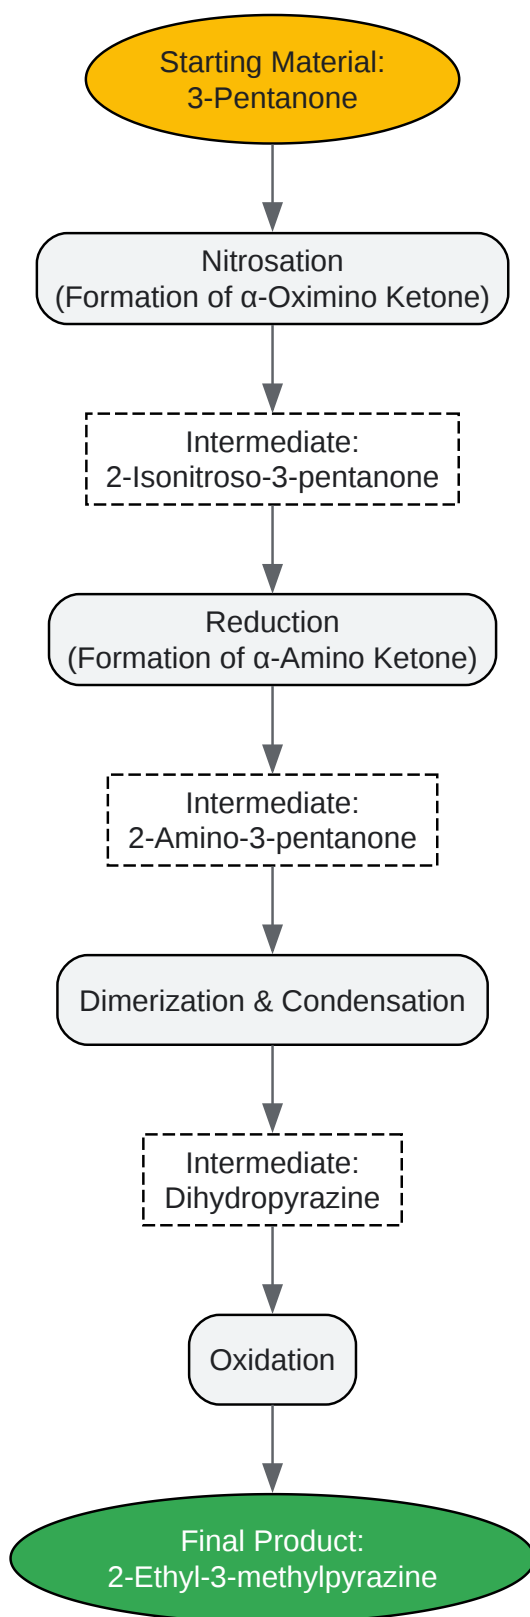 Starting Material:
3-Pentanone
Nitrosation
(Formation of α-Oximino Ketone)
Intermediate:
2-Isonitroso-3-pentanone
Reduction
(Formation of α-Amino Ketone)
Intermediate:
2-Amino-3-pentanone
Dimerization & Condensation
Intermediate:
Dihydropyrazine
Oxidation
Final Product:
2-Ethyl-3-methylpyrazine